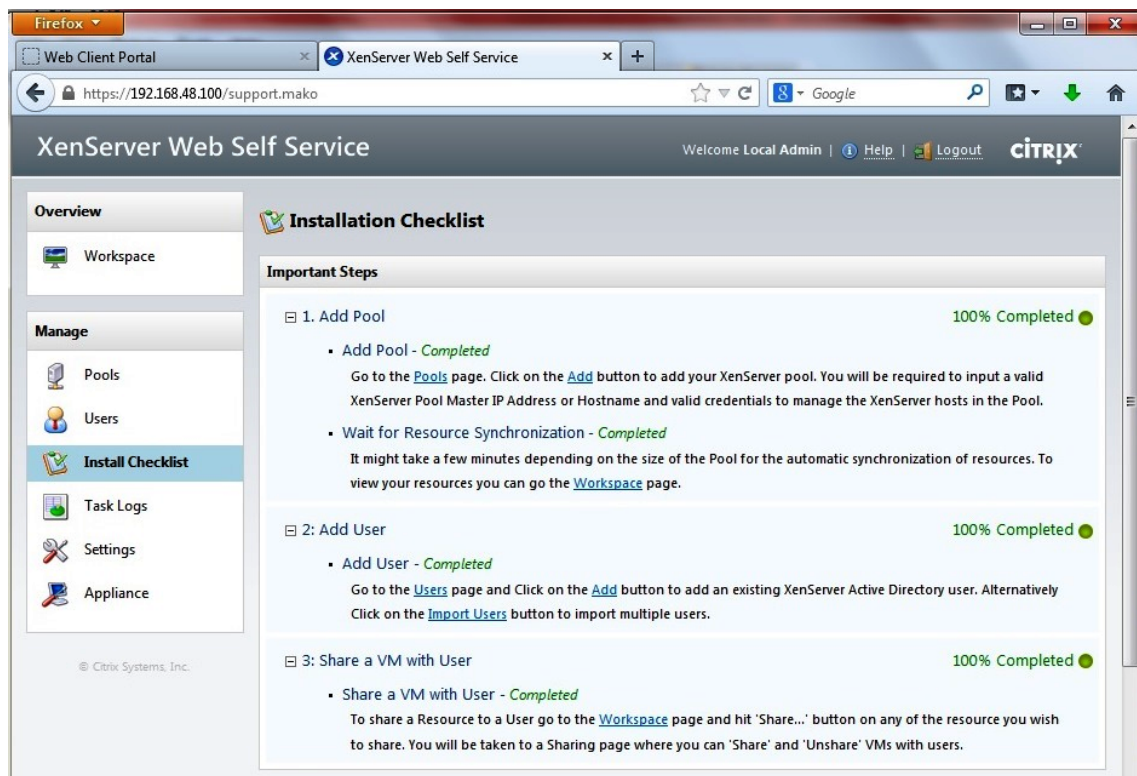 Firefox
Web Client Portal
XenServer Web Self Service
https://192.168.48.100/support.mako
Google
XenServer Web Self Service
Welcome Local Admin | Help | Logout
CİTRIX
Overview
Workspace
Manage
Pools
Users
Install Checklist
Task Logs
Settings
Appliance
© Citrix Systems, Inc.
Installation Checklist
Important Steps
1. Add Pool
100% Completed
Add Pool - Completed
Go to the Pools page. Click on the Add button to add your XenServer pool. You will be required to input a valid
XenServer Pool Master IP Address or Hostname and valid credentials to manage the XenServer hosts in the Pool.
Wait for Resource Synchronization - Completed
It might take a few minutes depending on the size of the Pool for the automatic synchronization of resources. To
view your resources you can go the Workspace page.
2: Add User
100% Completed
Add User - Completed
Go to the Users page and Click on the Add button to add an existing XenServer Active Directory user. Alternatively
Click on the Import Users button to import multiple users.
3: Share a VM with User
100% Completed
Share a VM with User - Completed
To share a Resource to a User go to the Workspace page and hit 'Share...' button on any of the resource you wish
to share. You will be taken to a Sharing page where you can 'Share' and 'Unshare' VMs with users.